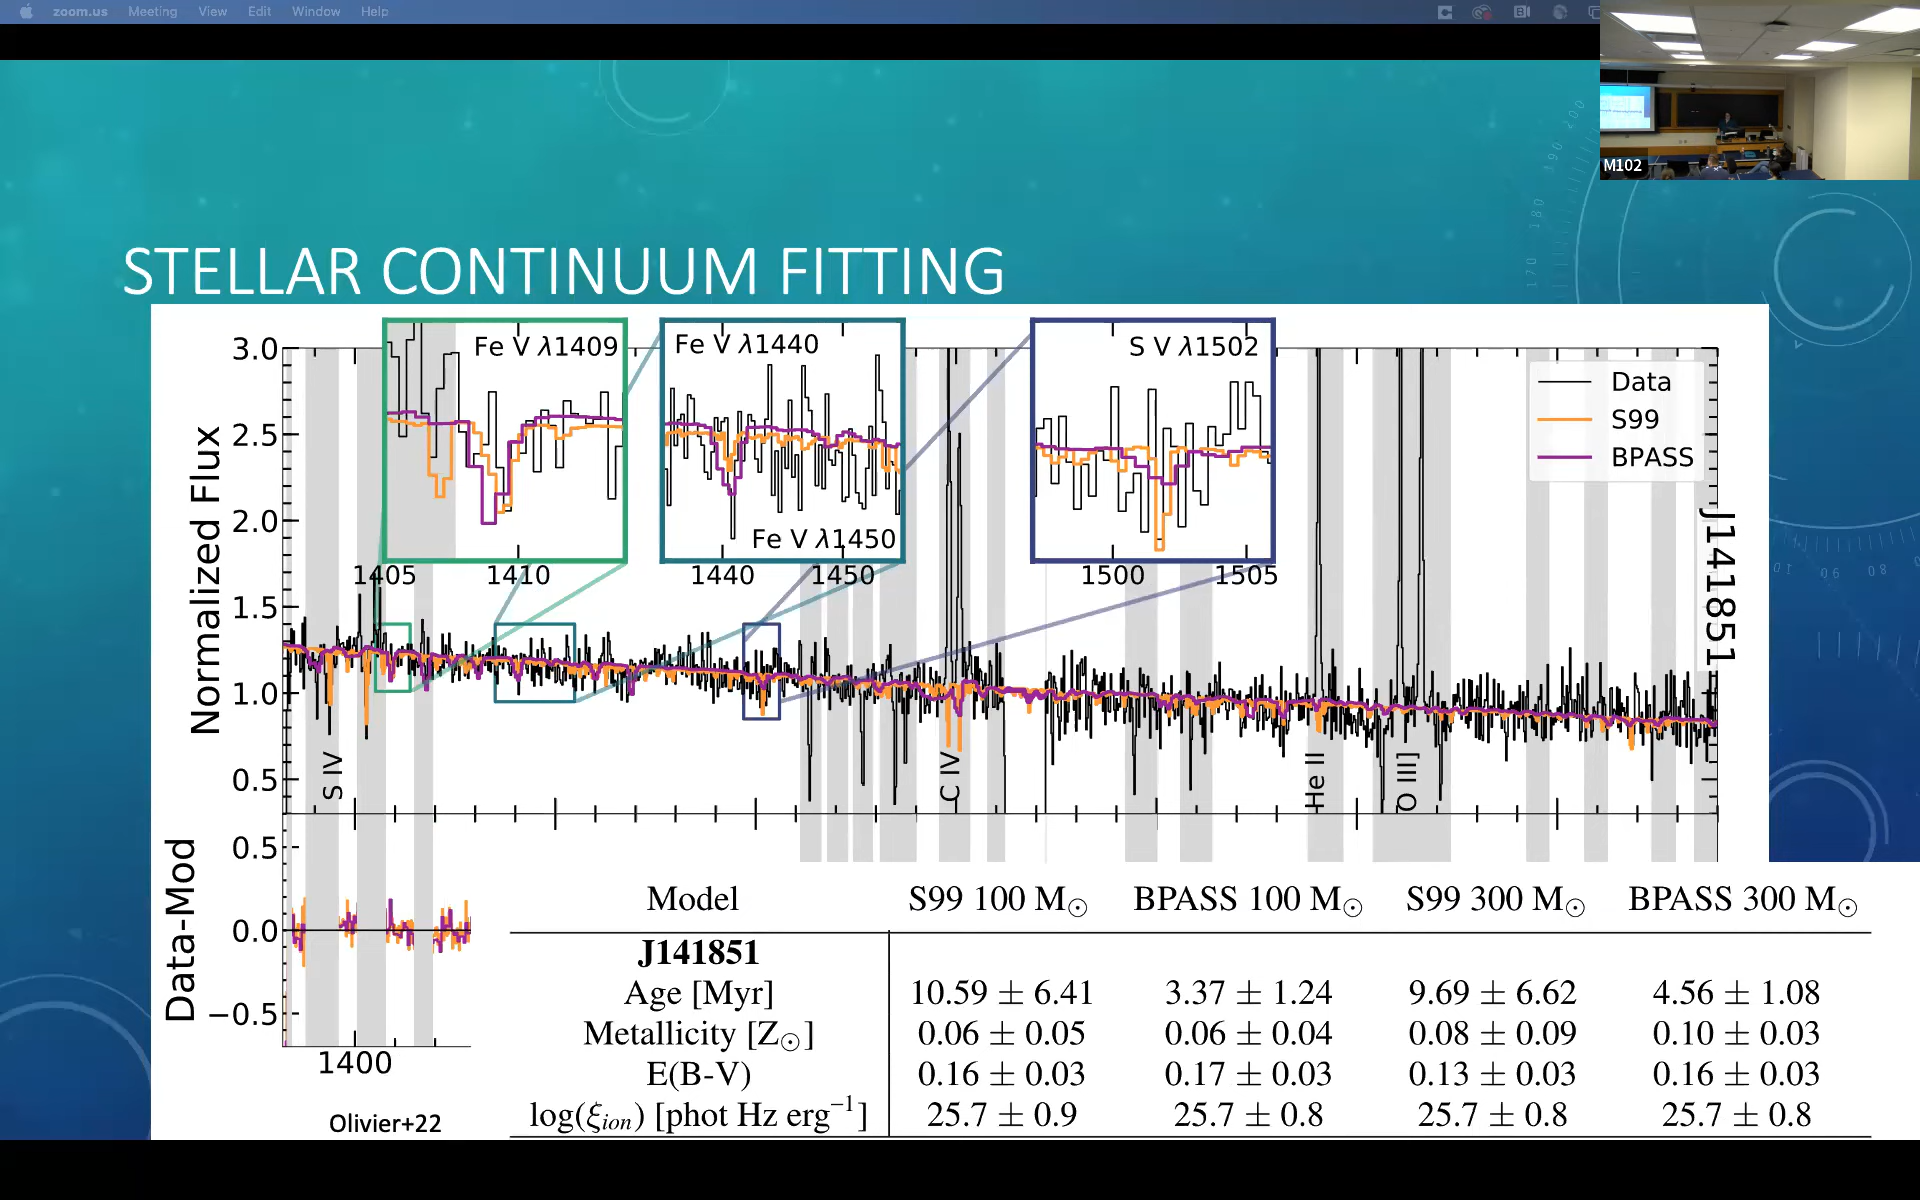 zoom.us Meeting View Edit Window Help
M102
STELLAR CONTINUUM FITTING
Fe V λ1409
Fe V λ1440
Fe V λ1450
S V λ1502
Data
S99
BPASS
Normalized Flux
3.0
2.5
2.0
1.5
1.0
0.5
1405 1410
1440 1450
1500 1505
J141851
S IV
C IV
He II
O III]
Data-Mod
0.5
0.0
−0.5
1400
Olivier+22
Model S99 100 M☉ BPASS 100 M☉ S99 300 M☉ BPASS 300 M☉
J141851
Age [Myr] 10.59 ± 6.41 3.37 ± 1.24 9.69 ± 6.62 4.56 ± 1.08
Metallicity [Z☉] 0.06 ± 0.05 0.06 ± 0.04 0.08 ± 0.09 0.10 ± 0.03
E(B-V) 0.16 ± 0.03 0.17 ± 0.03 0.13 ± 0.03 0.16 ± 0.03
log(ξion) [phot Hz erg−1] 25.7 ± 0.9 25.7 ± 0.8 25.7 ± 0.8 25.7 ± 0.8
200
190
180
170
10 90 80